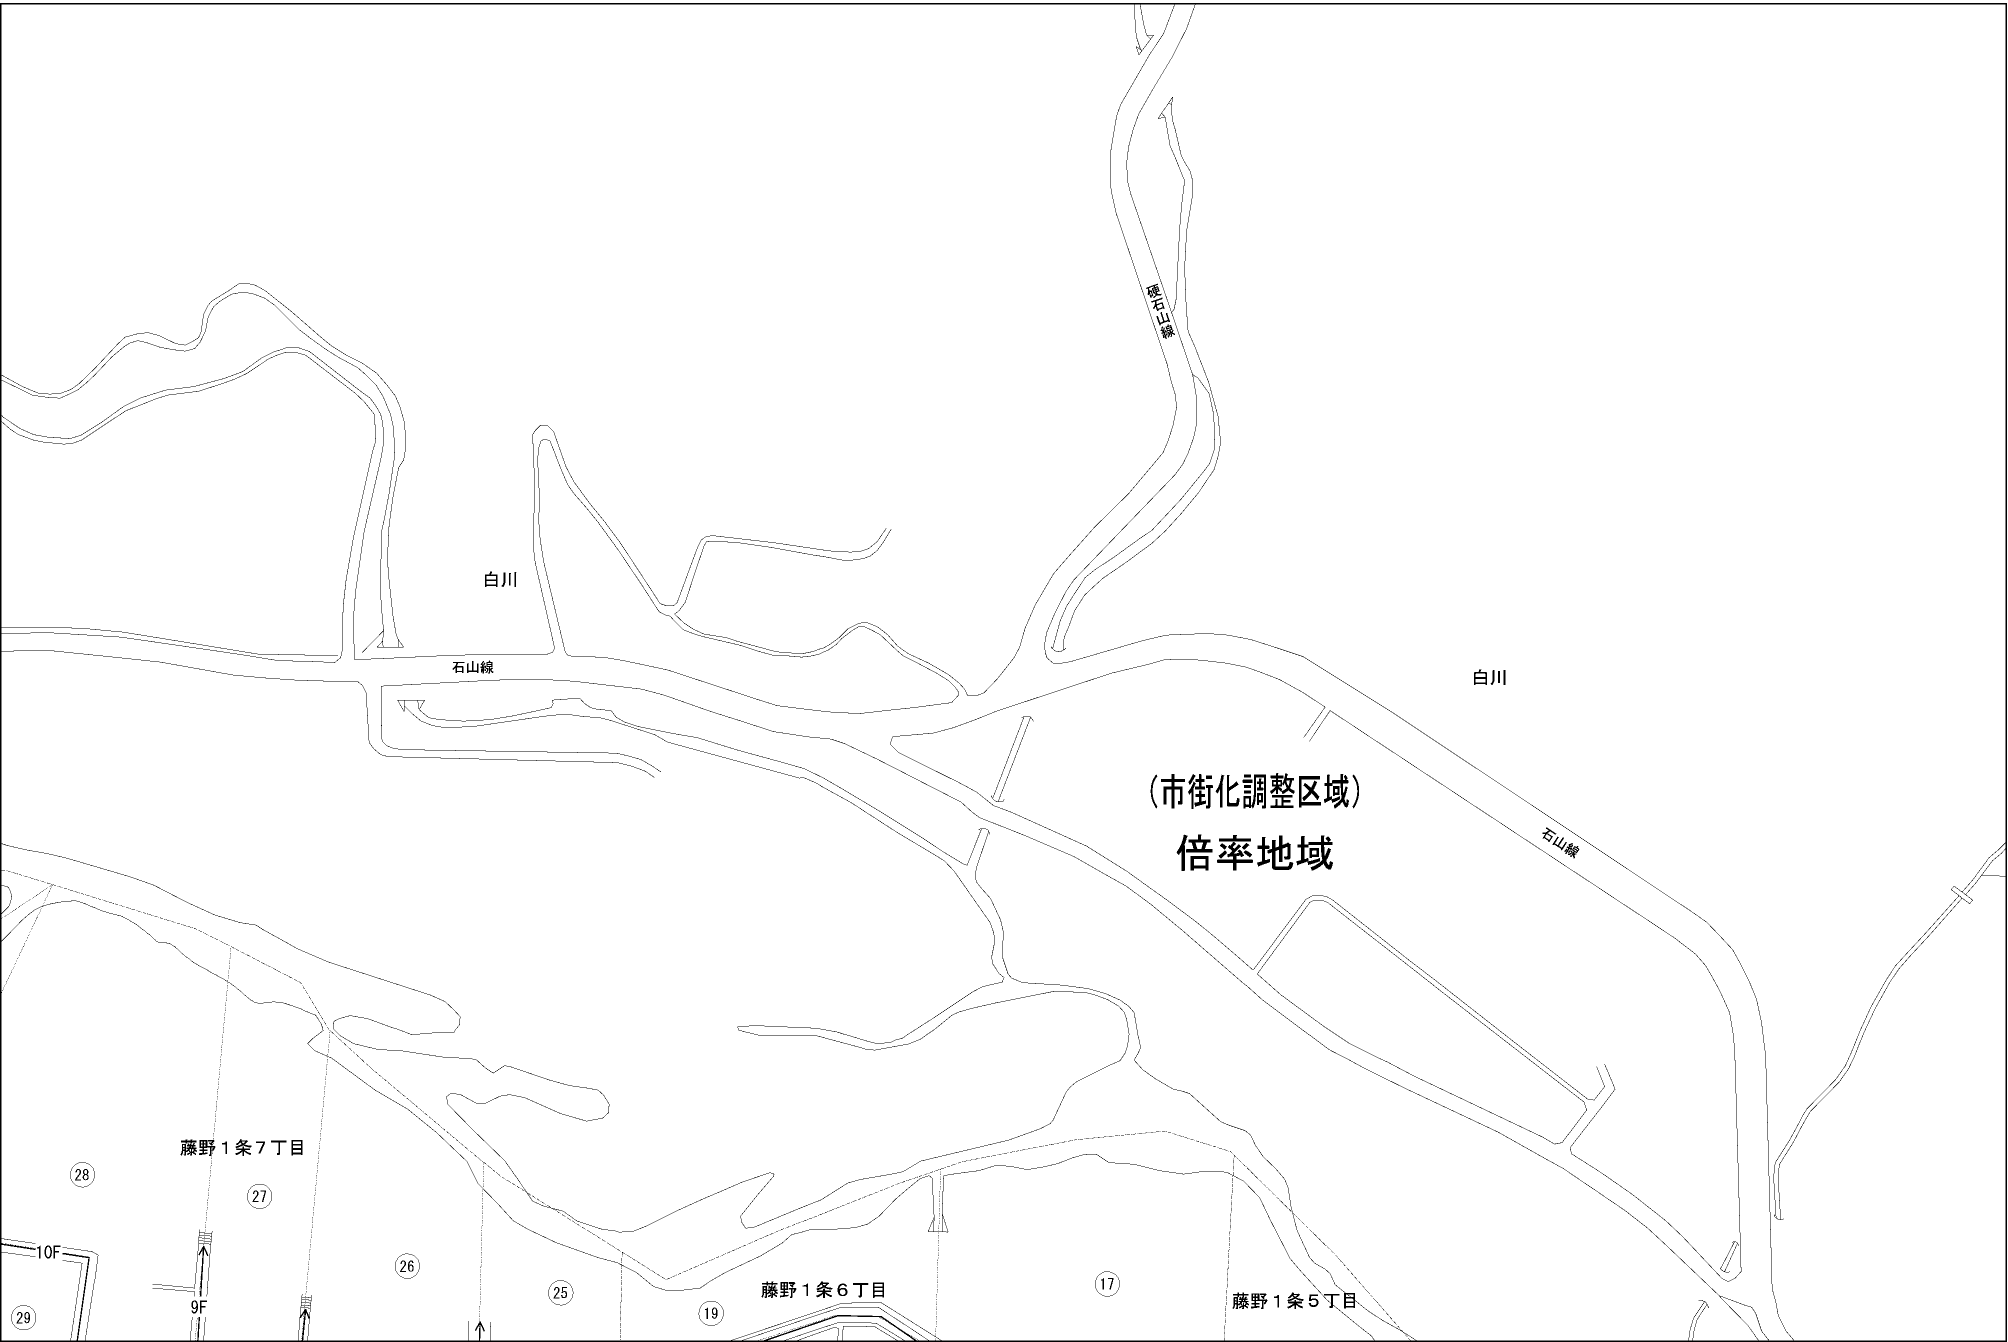 硬石山線
白川
石山線
白川
（市街化調整区域）
倍率地域
石山線
藤野１条７丁目
28
27
10F
26
25
藤野１条６丁目
17
藤野１条５丁目
9F
19
29